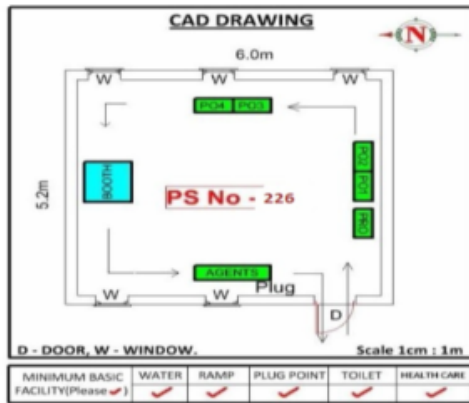 CAD DRAWING
N
6.0m
W W W
PO4 PO3
5.2m
BOOTH
PO2
PO1
PRO
PS No - 226
AGENTS
Plug
W W
D
D - DOOR, W - WINDOW.
Scale 1cm : 1m
MINIMUM BASIC FACILITY(Please ✓) WATER RAMP PLUG POINT TOILET HEALTH CARE
✓ ✓ ✓ ✓ ✓